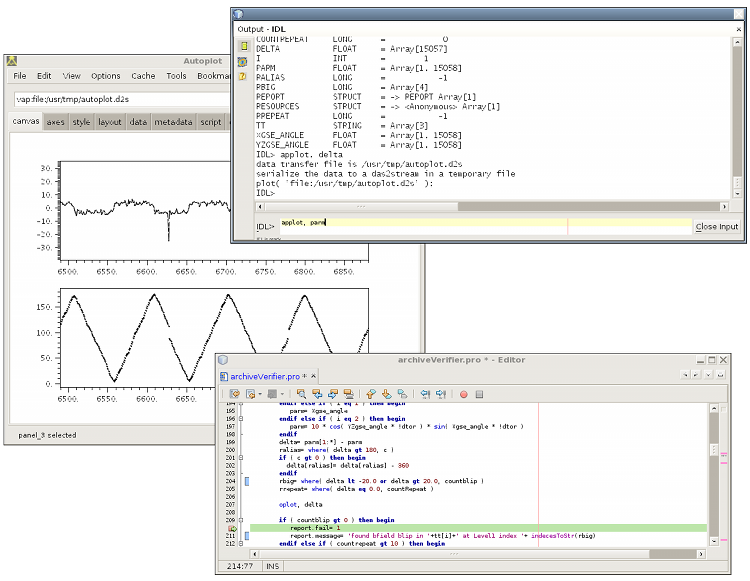 Output - IDL
COUNTREPEAT LONG = 0
DELTA FLOAT = Array[15057]
I INT = 1
PARM FLOAT = Array[1, 15058]
PALIAS LONG = -1
RBIG LONG = Array[4]
REPORT STRUCT = -> REPORT Array[1]
RESOURCES STRUCT = -> <Anonymous> Array[1]
PREPEAT LONG = -1
TT STRING = Array[3]
XGSE_ANGLE FLOAT = Array[1, 15058]
YZGSE_ANGLE FLOAT = Array[1, 15058]
IDL> applot, delta
data transfer file is /usr/tmp/autoplot.d2s
serialize the data to a das2stream in a temporary file
plot( 'file:/usr/tmp/autoplot.d2s' );
IDL>
IDL> applot, parm
Close Input
Autoplot
File Edit View Options Cache Tools Bookmar
vap:file:/usr/tmp/autoplot.d2s
canvas axes style layout data metadata script
30.
20.
10.
0.
-10.
-20.
-30.
6500. 6550. 6600. 6650. 6700. 6750. 6800. 6850.
150.
100.
50.
0.
6500. 6550. 6600.
panel_3 selected
archiveVerifier.pro * - Editor
archiveVerifier.pro *
194 endif else if ( i eq 1 ) then begin
195 parm= Xgse_angle
196 endif else if ( i eq 2 ) then begin
197 parm= 10 * cos( YZgse_angle * !dtor ) * sin( Xgse_angle * !dtor )
198 endif
199 delta= parm[1:*] - parm
200 ralias= where( delta gt 180, c )
201 if ( c gt 0 ) then begin
202 delta[ralias]= delta[ralias] - 360
203 endif
204 rbig= where( delta lt -20.0 or delta gt 20.0, countblip )
205 rrepeat= where( delta eq 0.0, countRepeat )
206
207 oplot, delta
208
209 if ( countblip gt 0 ) then begin
report.fail= 1
211 report.message= 'found bfield blip in '+tt[i]+' at Level1 index '+ indecesToStr(rbig)
212 endif else if ( countrepeat gt 10 ) then begin
214:77 INS